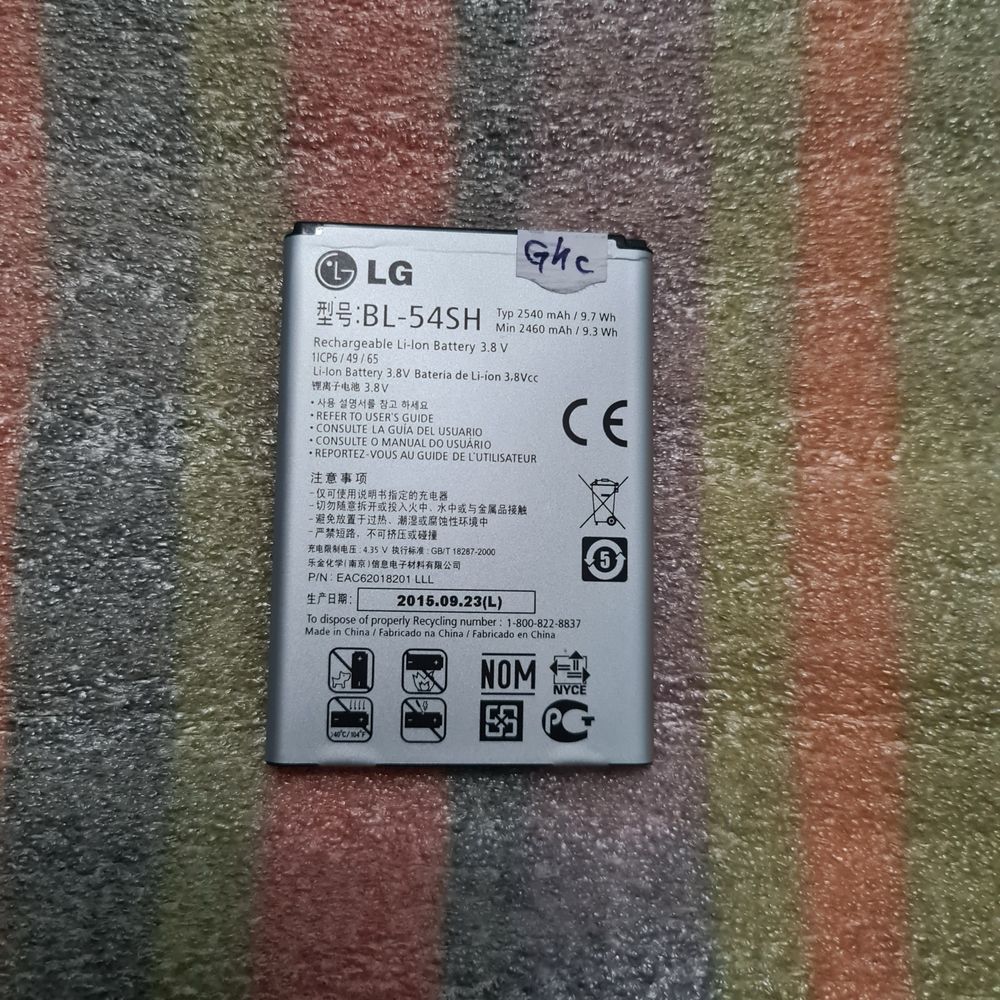 GHC
LG
型号:BL-54SH
Typ 2540 mAh / 9.7 Wh
Min 2460 mAh / 9.3 Wh
Rechargeable Li-Ion Battery 3.8 V
1ICP6 / 49 / 65
Li-Ion Battery 3.8V Bateria de Li-íon 3.8Vcc
锂离子电池 3.8 V
• 사용 설명서를 참고 하세요
• REFER TO USER'S GUIDE
• CONSULTE LA GUÍA DEL USUARIO
• CONSULTE O MANUAL DO USUÁRIO
• REPORTEZ-VOUS AU GUIDE DE L'UTILISATEUR
CE
注意事项
-仅可使用说明书指定的充电器
-切勿随意拆开或投入火中、水中或与金属品接触
-避免放置于过热、潮湿或腐蚀性环境中
-严禁短路，不可挤压或碰撞
充电限制电压 : 4.35 V 执行标准 : GB/T 18287-2000
乐金化学(南京)信息电子材料有限公司
P/N : EAC62018201 LLL
5
生产日期: 2015.09.23(L)
To dispose of properly Recycling number : 1-800-822-8837
Made in China / Fabricado na China / Fabricado en China
NOM
NYCE
>40°C/104°F
PCT